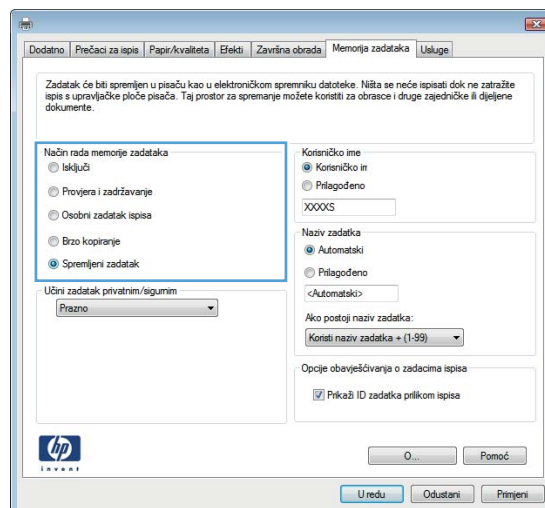 Dodatno Prečaci za ispis Papir/kvaliteta Efekti Završna obrada Memorija zadataka Usluge
Zadatak će biti spremljen u pisaču kao u elektroničkom spremniku datoteke. Ništa se neće ispisati dok ne zatražite
ispis s upravljačke ploče pisača. Taj prostor za spremanje možete koristiti za obrasce i druge zajedničke ili dijeljene
dokumente.
Način rada memorije zadataka
Isključi
Provjera i zadržavanje
Osobni zadatak ispisa
Brzo kopiranje
Spremljeni zadatak
Učini zadatak privatnim/sigurnim
Prazno
Korisničko ime
Korisničko im
Prilagođeno
XXXXS
Naziv zadatka
Automatski
Prilagođeno
<Automatski>
Ako postoji naziv zadatka:
Koristi naziv zadatka + (1-99)
Opcije obavješćivanja o zadacima ispisa
Prikaži ID zadatka prilikom ispisa
hp
invent
O... Pomoć
U redu Odustani Primjeni